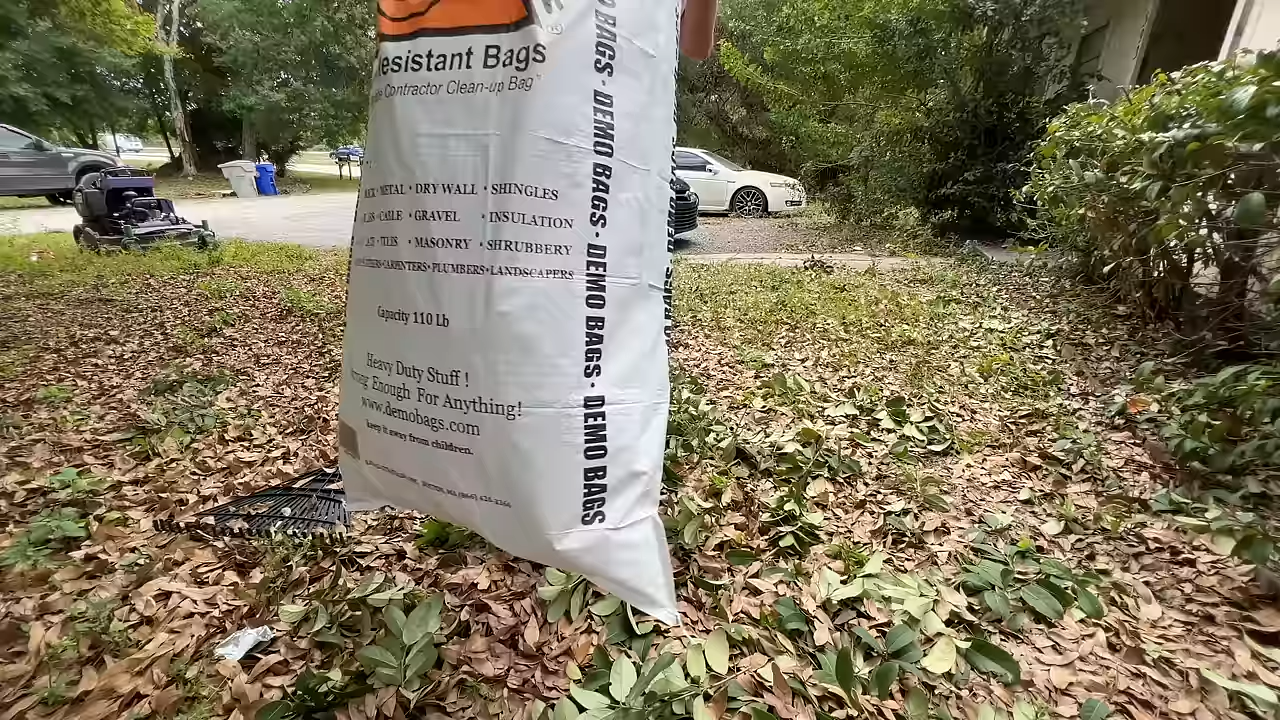 Resistant Bags
Contractor Clean-up Bag
METAL • DRY WALL • SHINGLES
CABLE • GRAVEL • INSULATION
TILES • MASONRY • SHRUBBERY
CARPENTERS • PLUMBERS • LANDSCAPERS
Capacity 110 Lb
Heavy Duty Stuff !
Enough For Anything!
www.demobags.com
keep it away from children.
BAGS · DEMO BAGS · DEMO BAGS · DEMO BAGS